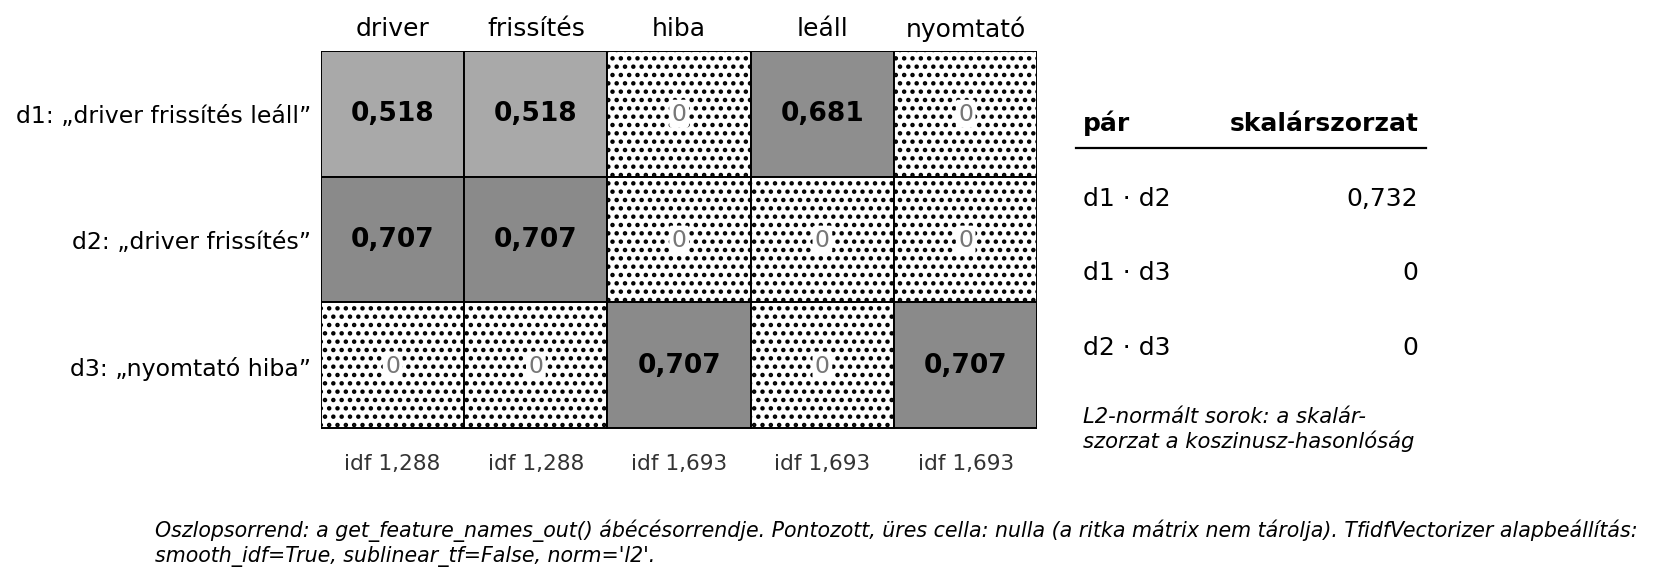 driver frissítés hiba leáll nyomtató
d1: „driver frissítés leáll” 0,518 0,518 0 0,681 0
d2: „driver frissítés” 0,707 0,707 0 0 0
d3: „nyomtató hiba” 0 0 0,707 0 0,707
idf 1,288 idf 1,288 idf 1,693 idf 1,693 idf 1,693
pár skalárszorzat
d1 · d2 0,732
d1 · d3 0
d2 · d3 0
L2-normált sorok: a skalár-
szorzat a koszinusz-hasonlóság
Oszlopsorrend: a get_feature_names_out() ábécésorrendje. Pontozott, üres cella: nulla (a ritka mátrix nem tárolja). TfidfVectorizer alapbeállítás:
smooth_idf=True, sublinear_tf=False, norm='l2'.